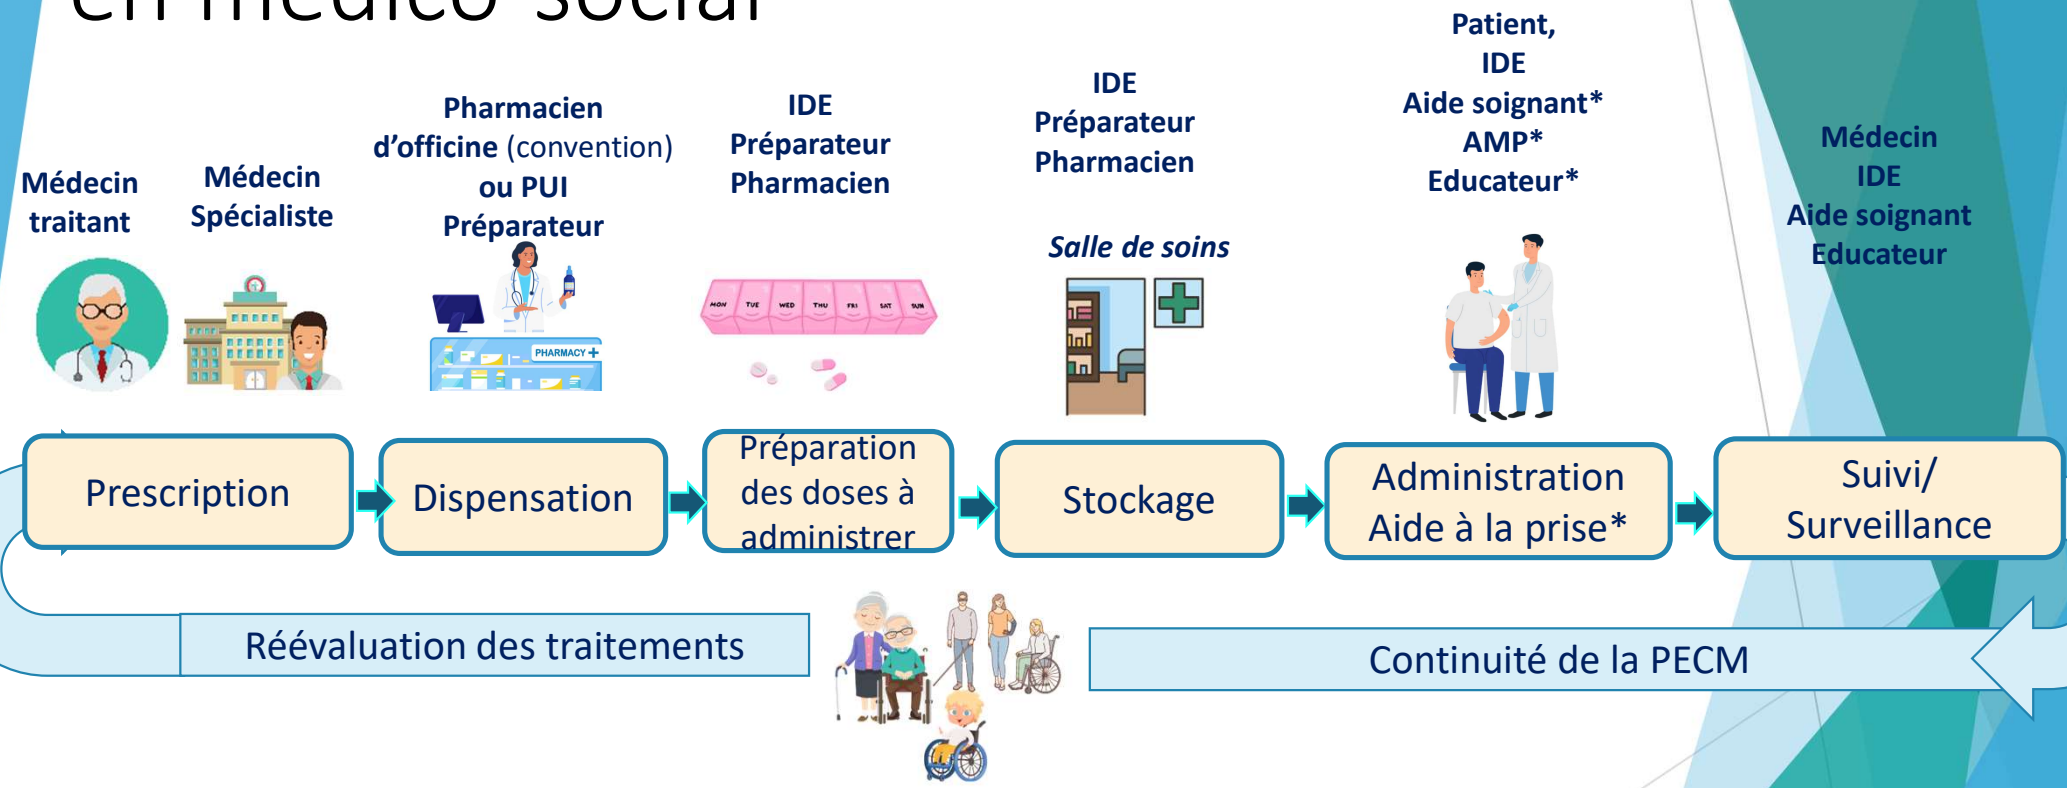 en médico-social
Médecin
traitant
Médecin
Spécialiste
Pharmacien
d’officine (convention)
ou PUI
Préparateur
IDE
Préparateur
Pharmacien
IDE
Préparateur
Pharmacien
Salle de soins
Patient,
IDE
Aide soignant*
AMP*
Educateur*
Médecin
IDE
Aide soignant
Educateur
PHARMACY +
MON TUE WED THU FRI SAT SUN
Prescription
Dispensation
Préparation
des doses à
administrer
Stockage
Administration
Aide à la prise*
Suivi/
Surveillance
Réévaluation des traitements
Continuité de la PECM